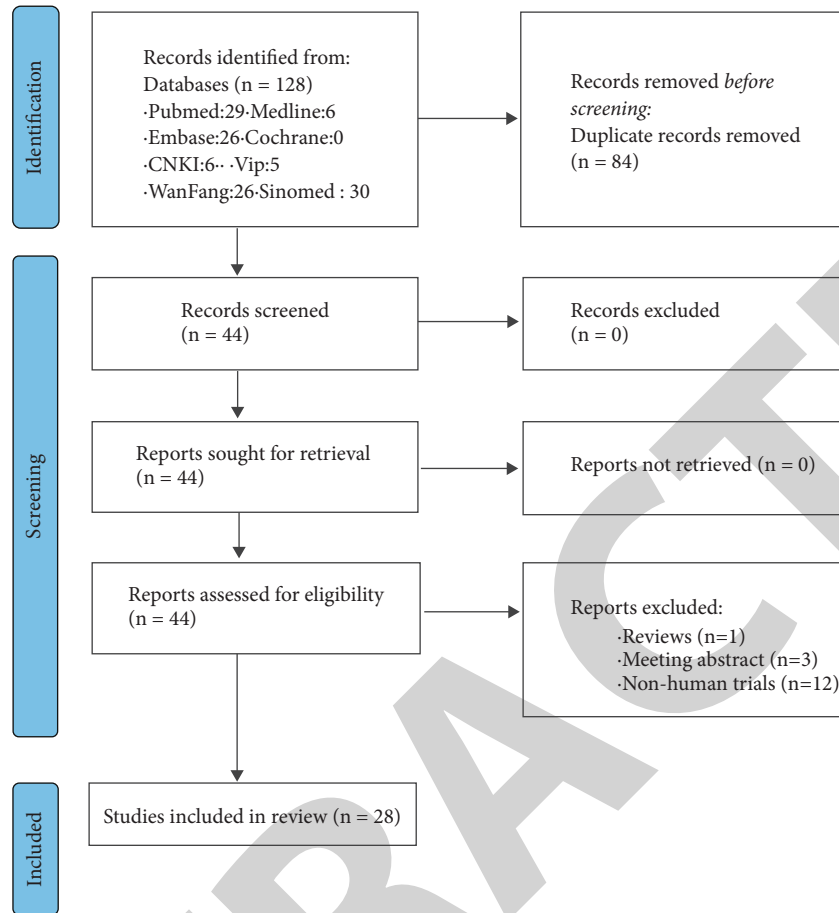 Identification
Records identified from:
Databases (n = 128)
·Pubmed:29·Medline:6
·Embase:26·Cochrane:0
·CNKI:6·· ·Vip:5
·WanFang:26·Sinomed : 30
Records removed before
screening:
Duplicate records removed
(n = 84)
Screening
Records screened
(n = 44)
Records excluded
(n = 0)
Reports sought for retrieval
(n = 44)
Reports not retrieved (n = 0)
Reports assessed for eligibility
(n = 44)
Reports excluded:
·Reviews (n=1)
·Meeting abstract (n=3)
·Non-human trials (n=12)
Included
Studies included in review (n = 28)
RACT